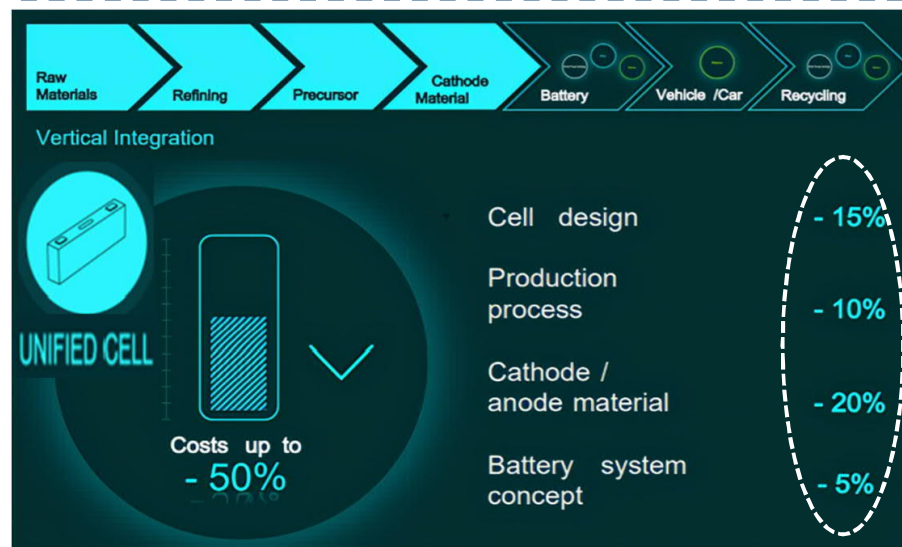 Raw
Materials
Refining
Precursor
Cathode
Material
Battery
Vehicle /Car
Recycling
Vertical Integration
UNIFIED CELL
Costs up to
- 50%
Cell design
- 15%
Production
process
- 10%
Cathode /
anode material
- 20%
Battery system
concept
- 5%